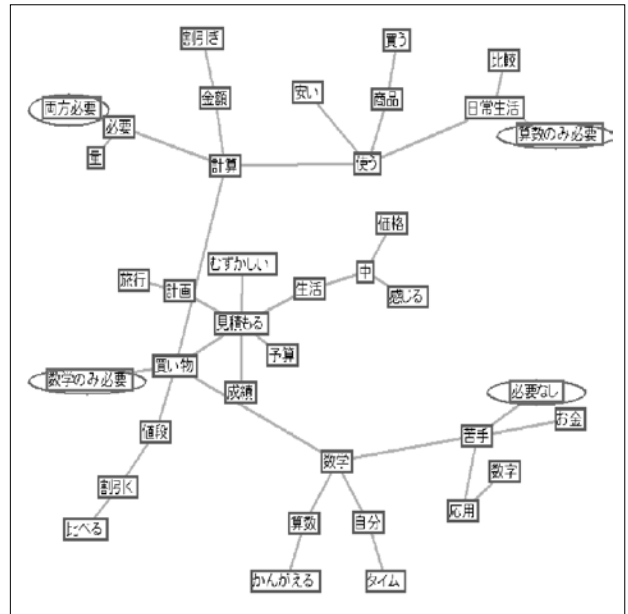 割引き
買う
比較
安い
商品
金額
両方必要
日常生活
必要
算数のみ必要
量
計算
使う
価格
むずかしい
中
旅行
計画
生活
感じる
見積もる
予算
買い物
数学のみ必要
成績
必要なし
お金
値段
苦手
数学
数字
割引く
応用
算数
自分
比べる
かんがえる
タイム